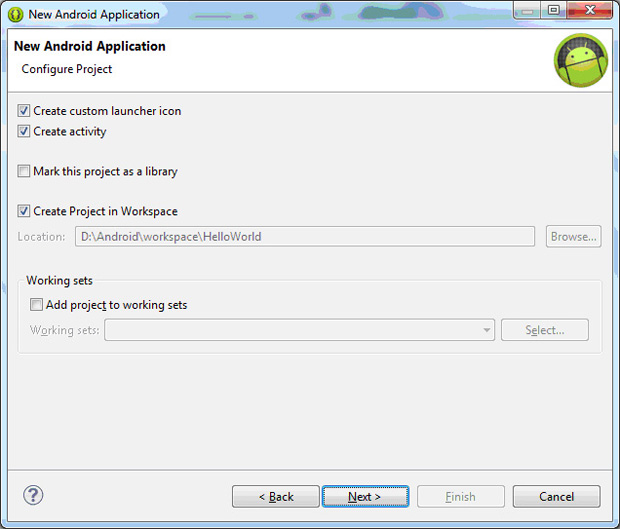 New Android Application
New Android Application
Configure Project
Create custom launcher icon
Create activity
Mark this project as a library
Create Project in Workspace
Location: D:\Android\workspace\HelloWorld Browse...
Working sets
Add project to working sets
Working sets: Select...
? < Back Next > Finish Cancel